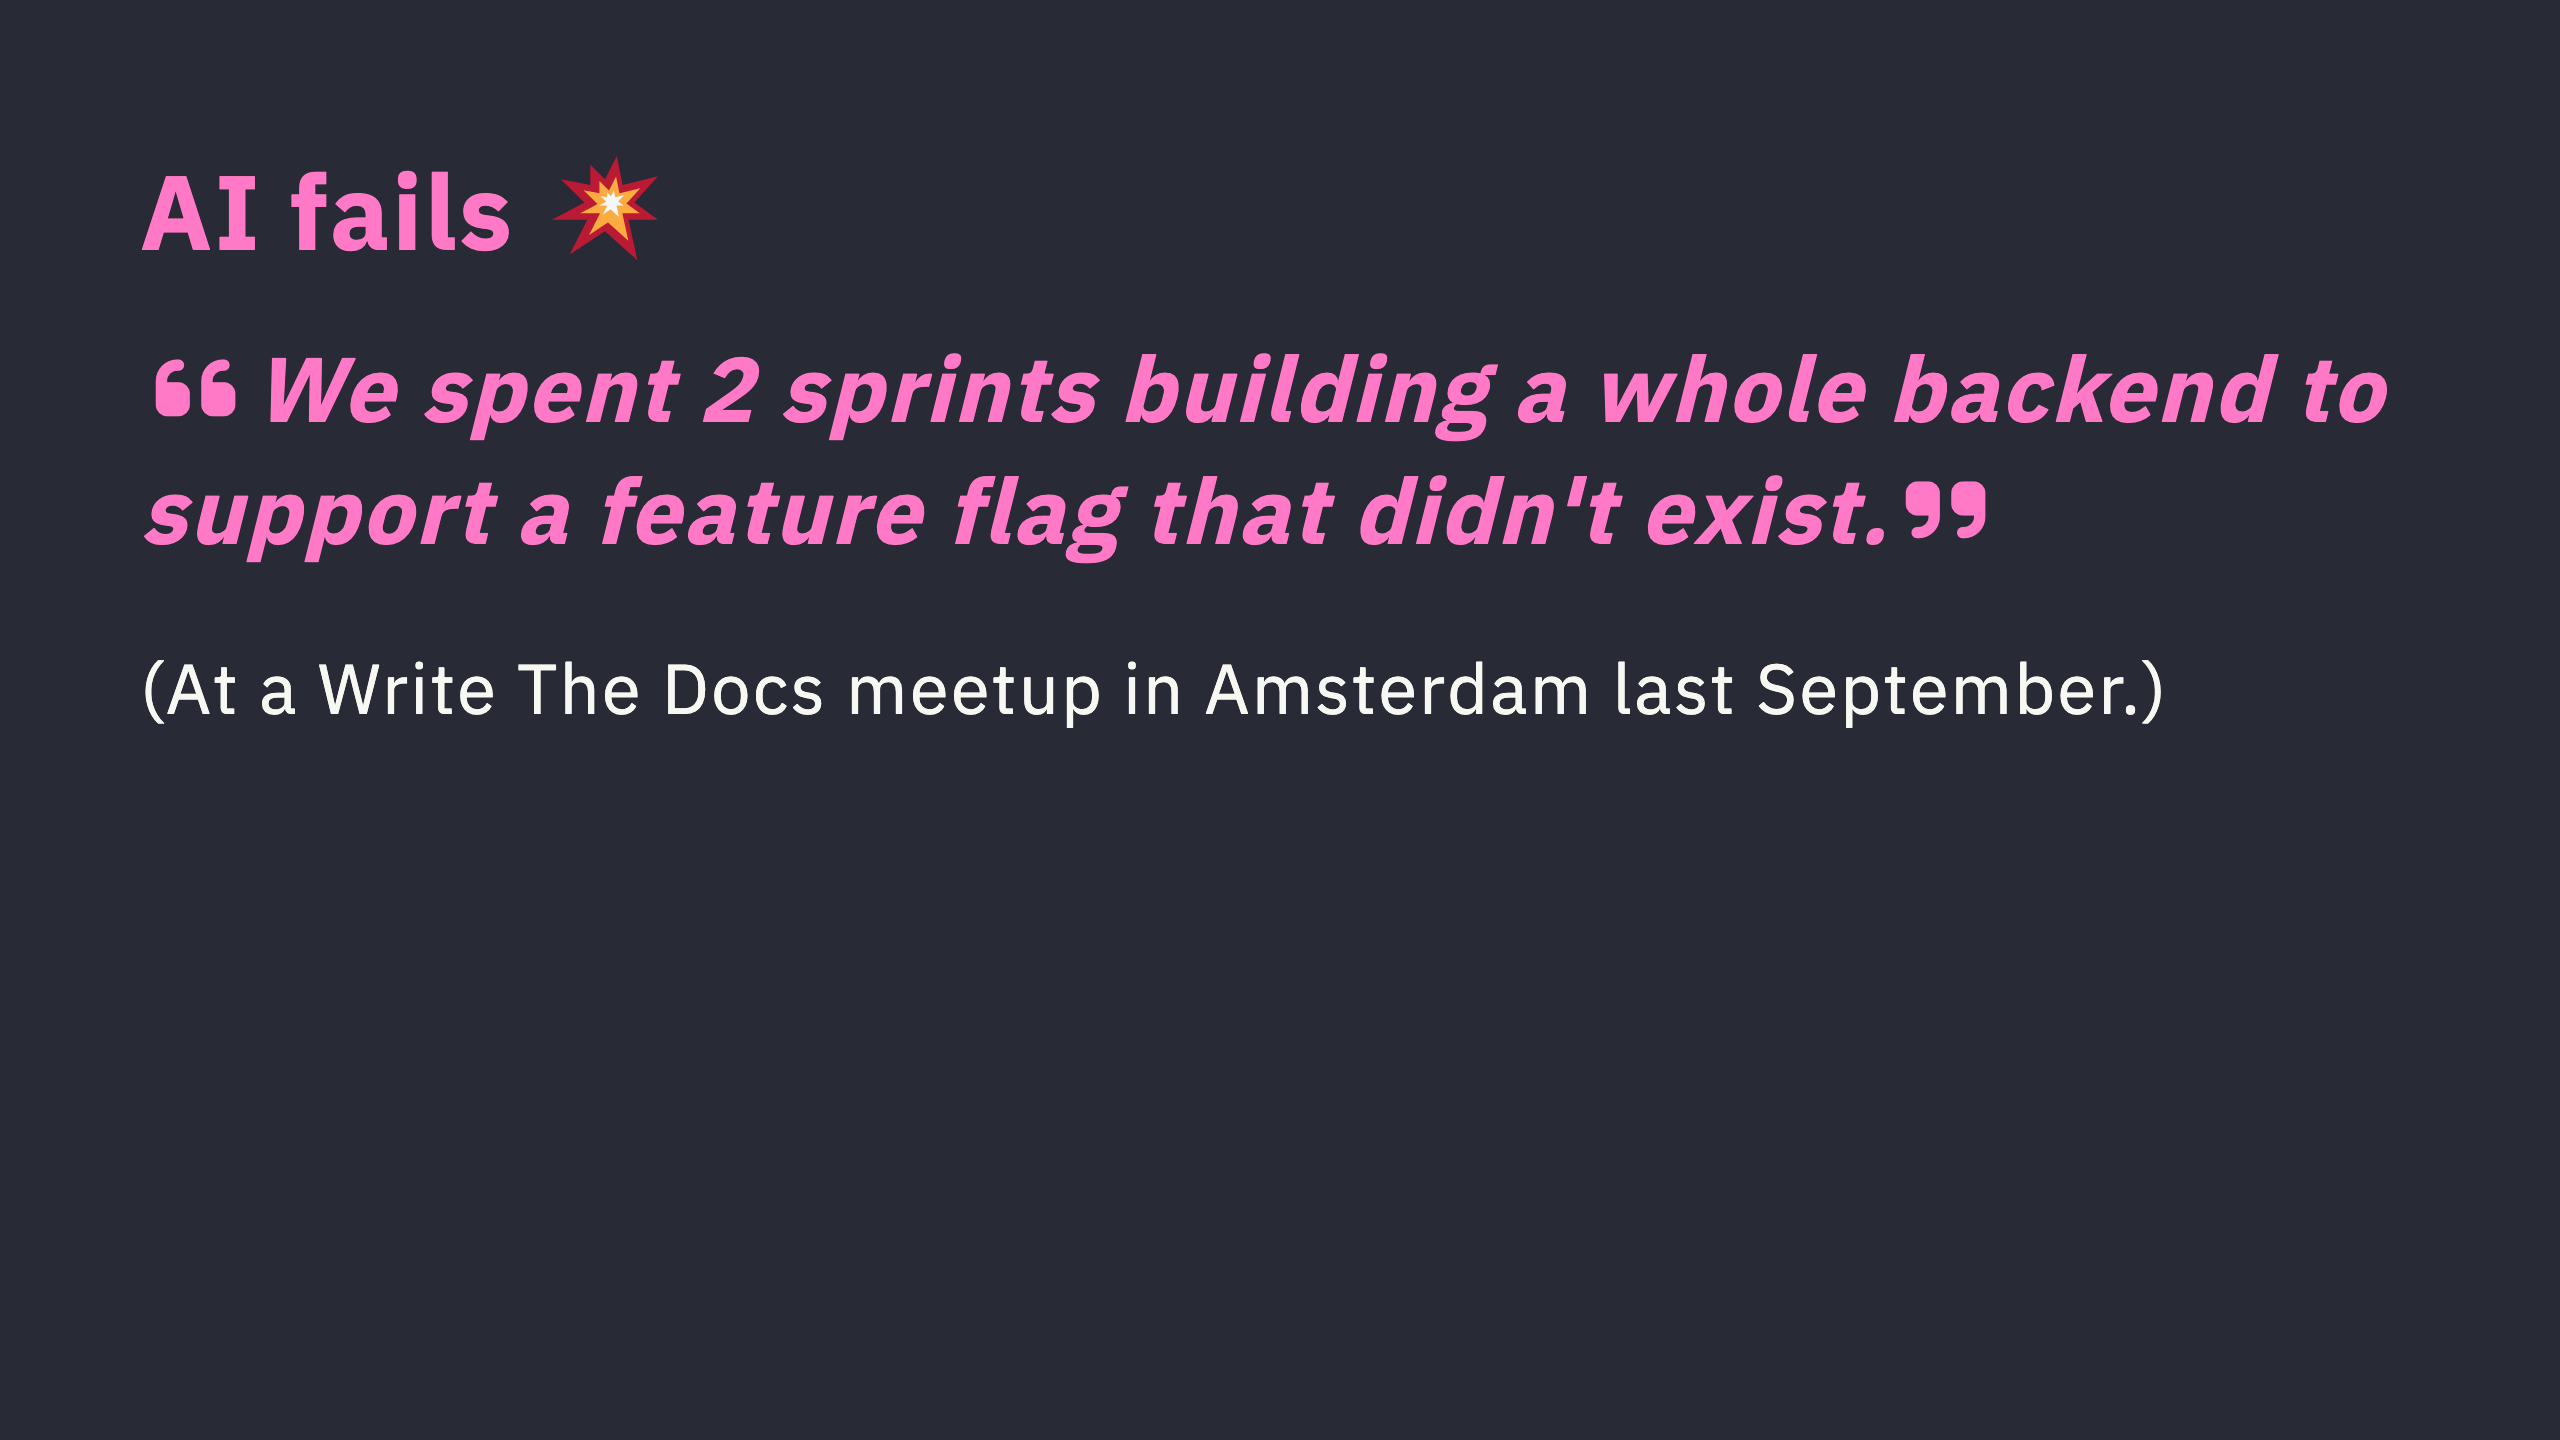 AI fails 💥
“We spent 2 sprints building a whole backend to
support a feature flag that didn't exist.”
(At a Write The Docs meetup in Amsterdam last September.)